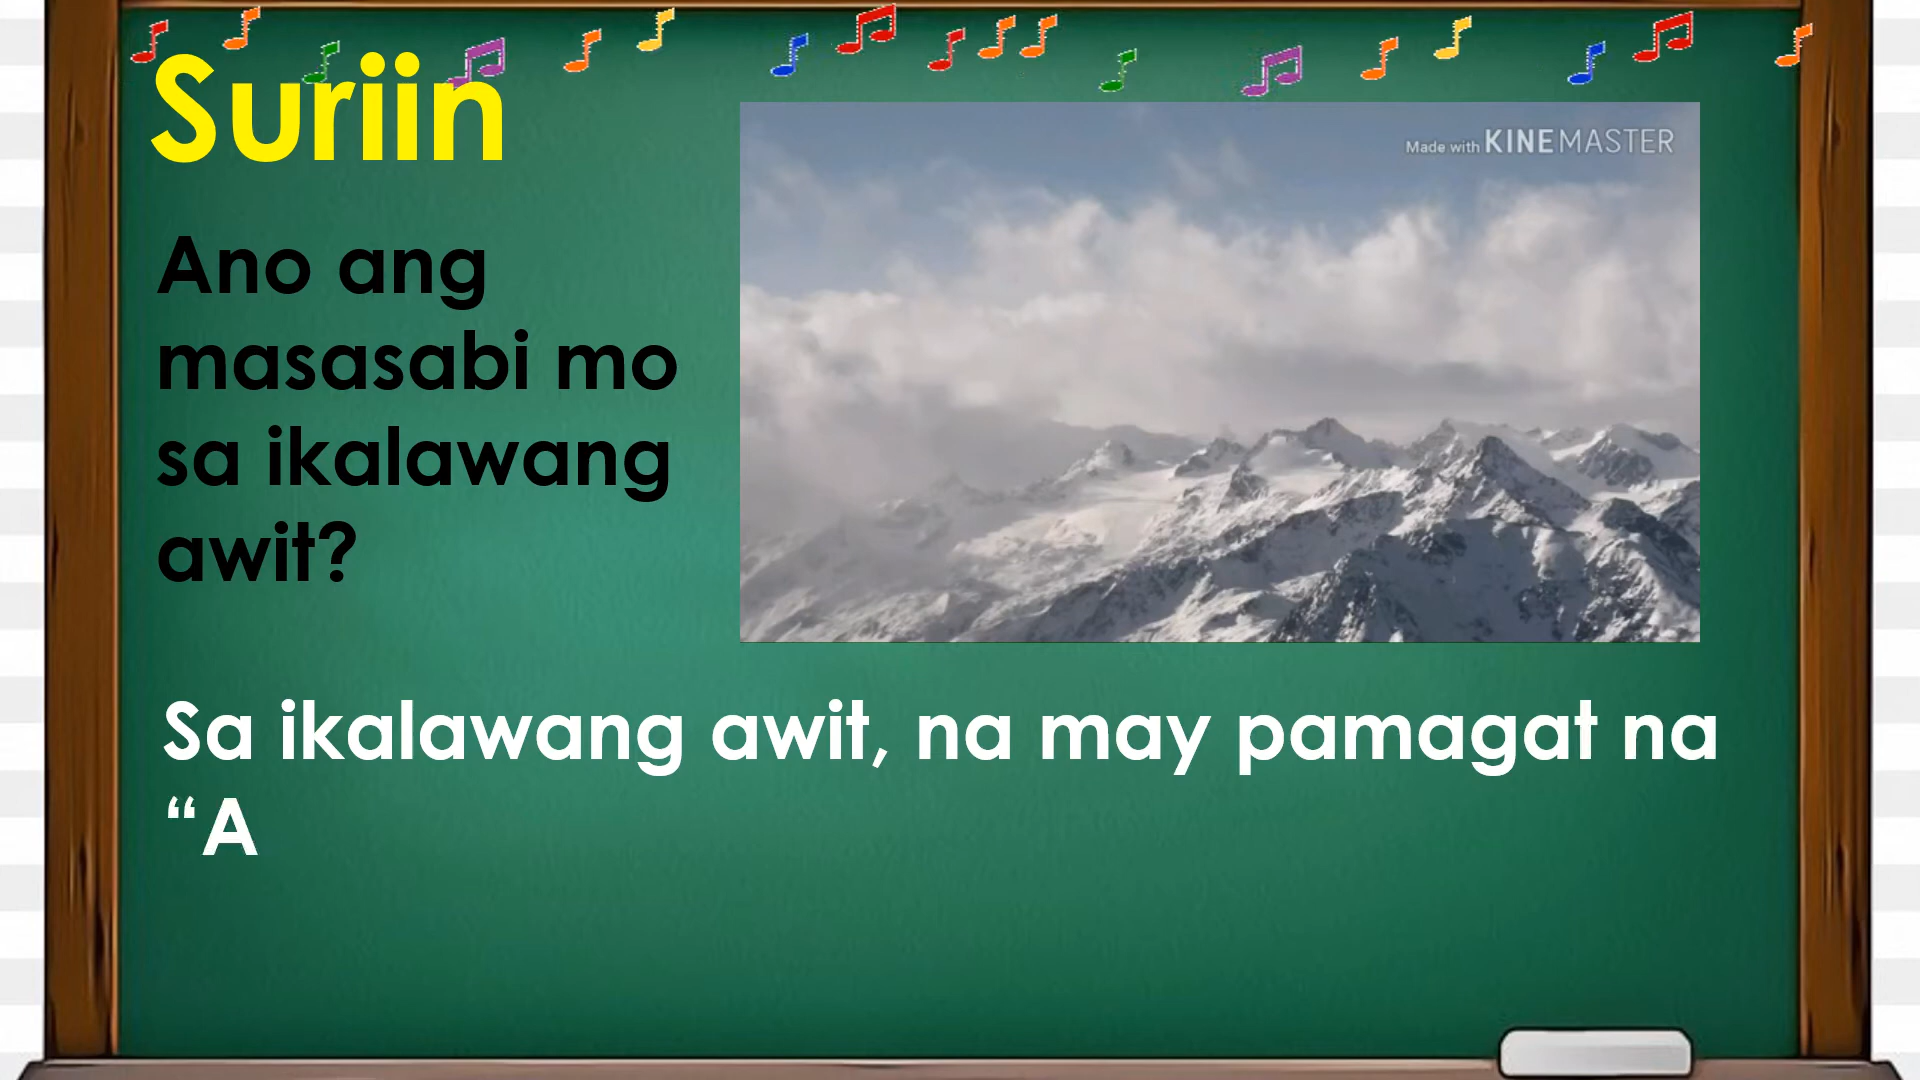 Suriin
Made with KINEMASTER
Ano ang
masasabi mo
sa ikalawang
awit?
Sa ikalawang awit, na may pamagat na
“A